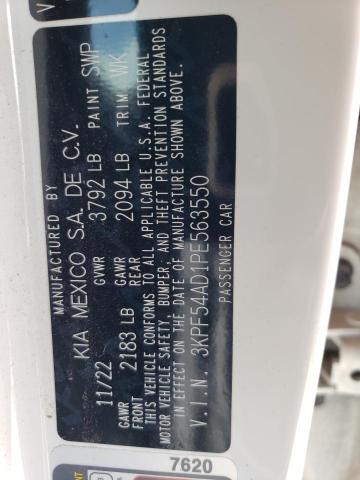 MANUFACTURED BY
KIA MEXICO S.A. DE C.V.
11/22 GVWR 3792 LB PAINT SWP
GAWR FRONT 2183 LB GAWR REAR 2094 LB TRIM WK
THIS VEHICLE CONFORMS TO ALL APPLICABLE U.S.A. FEDERAL
MOTOR VEHICLE SAFETY, BUMPER, AND THEFT PREVENTION STANDARDS
IN EFFECT ON THE DATE OF MANUFACTURE SHOWN ABOVE.
V.I.N. 3KPF54AD1PE563550
PASSENGER CAR
7620